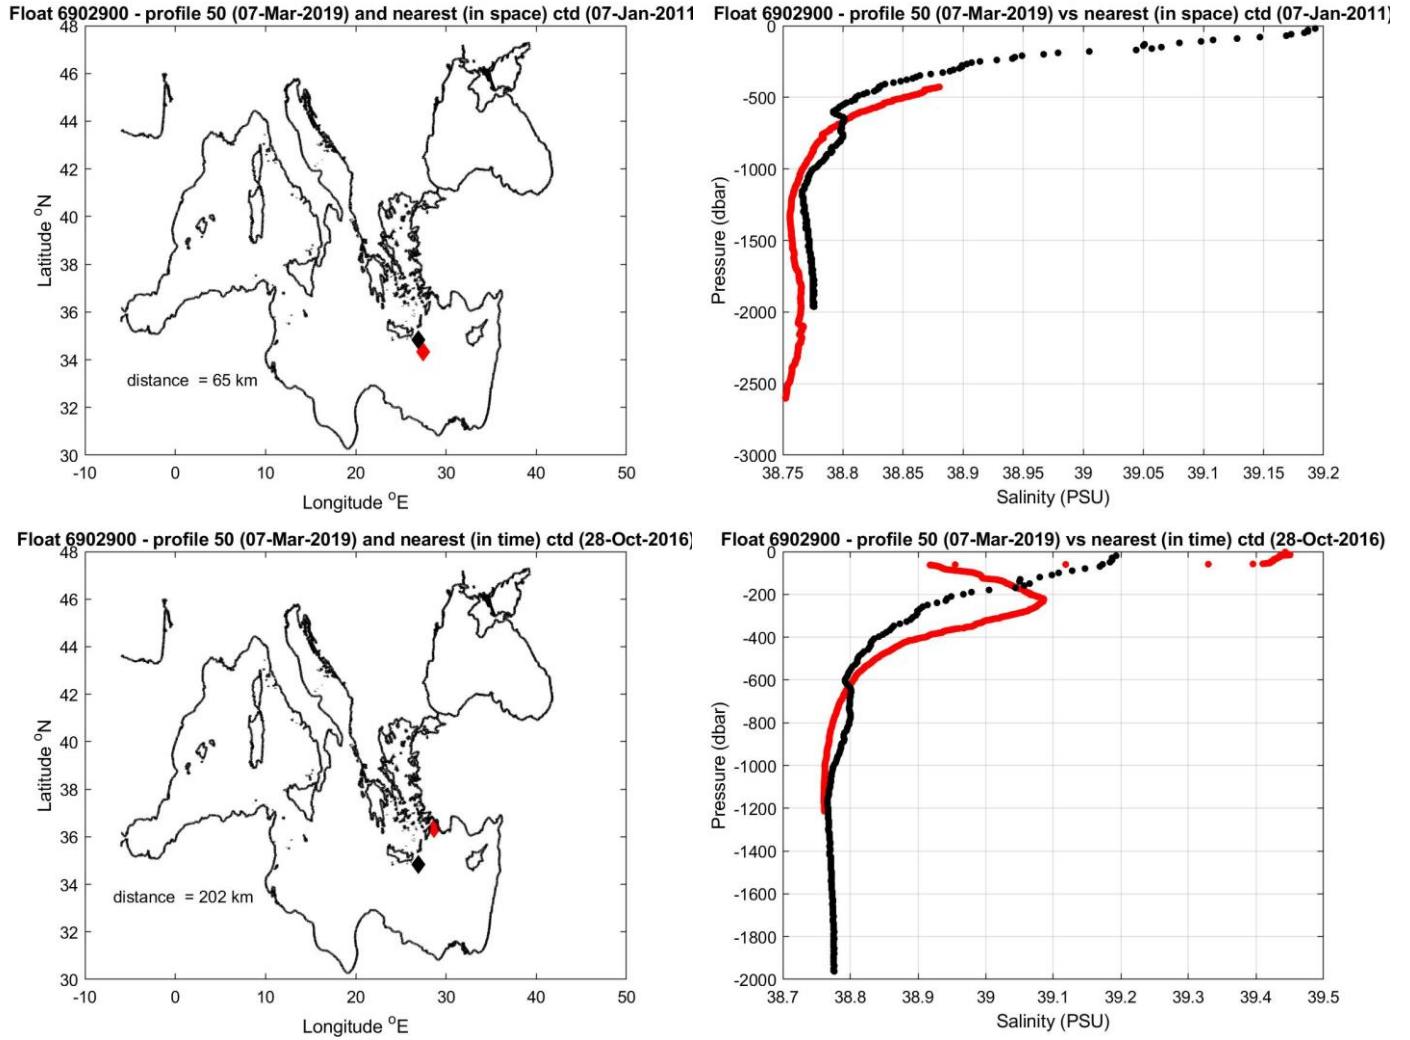 Float 6902900 - profile 50 (07-Mar-2019) and nearest (in space) ctd (07-Jan-2011
48
46
44
42
40
38
36
34
32
30
Latitude °N
distance = 65 km
-10 0 10 20 30 40 50
Longitude °E
Float 6902900 - profile 50 (07-Mar-2019) vs nearest (in space) ctd (07-Jan-2011)
0
-500
-1000
-1500
-2000
-2500
-3000
Pressure (dbar)
38.75 38.8 38.85 38.9 38.95 39 39.05 39.1 39.15 39.2
Salinity (PSU)
Float 6902900 - profile 50 (07-Mar-2019) and nearest (in time) ctd (28-Oct-2016)
48
46
44
42
40
38
36
34
32
30
Latitude °N
distance = 202 km
-10 0 10 20 30 40 50
Longitude °E
Float 6902900 - profile 50 (07-Mar-2019) vs nearest (in time) ctd (28-Oct-2016)
0
-200
-400
-600
-800
-1000
-1200
-1400
-1600
-1800
-2000
Pressure (dbar)
38.7 38.8 38.9 39 39.1 39.2 39.3 39.4 39.5
Salinity (PSU)